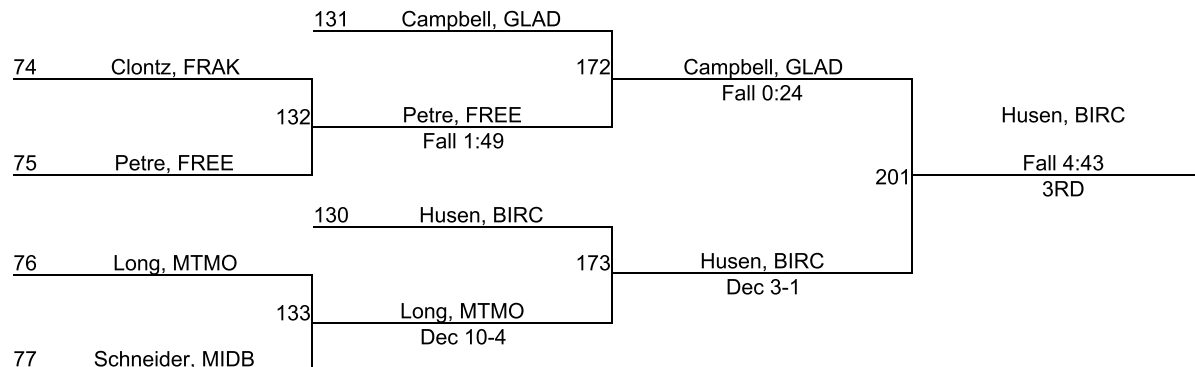 131 Campbell, GLAD
74 Clontz, FRAK
172 Campbell, GLAD
Fall 0:24
132 Petre, FREE
Fall 1:49
Husen, BIRC
75 Petre, FREE
201 Fall 4:43
3RD
130 Husen, BIRC
76 Long, MTMO
173 Husen, BIRC
Dec 3-1
133 Long, MTMO
Dec 10-4
77 Schneider, MIDB